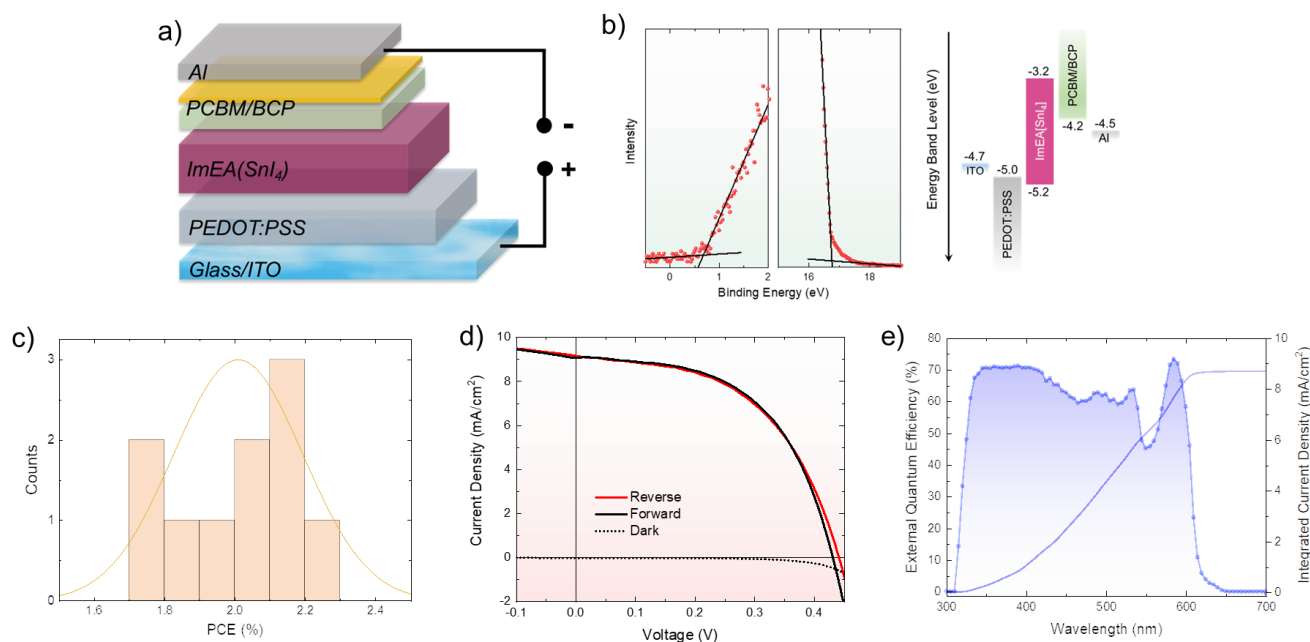 a)
Al
PCBM/BCP
ImEA(SnI₄)
PEDOT:PSS
Glass/ITO
-
+
b)
Intensity
0 1 2 16 18
Binding Energy (eV)
Energy Band Level (eV)
-4.7
ITO
-5.0
PEDOT:PSS
-3.2
ImEA[SnI₄]
-5.2
PCBM/BCP
-4.2
-4.5
Al
c)
Counts
3
2
1
0
1.6 1.8 2.0 2.2 2.4
PCE (%)
d)
Current Density (mA/cm²)
10
8
6
4
2
0
-2
Reverse
Forward
Dark
-0.1 0.0 0.1 0.2 0.3 0.4
Voltage (V)
e)
External Quantum Efficiency (%)
80
70
60
50
40
30
20
10
0
300 400 500 600 700
Wavelength (nm)
10
8
6
4
2
0
Integrated Current Density (mA/cm²)